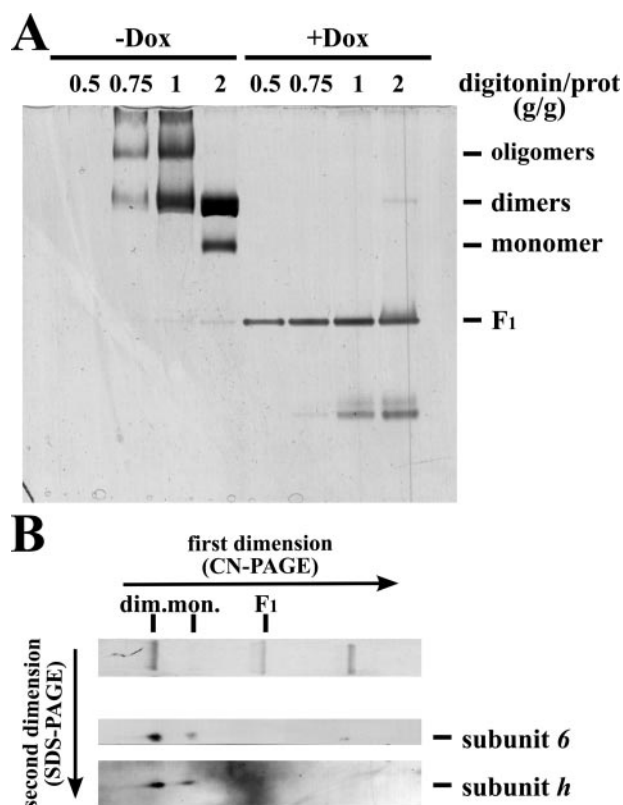 A
-Dox +Dox
0.5 0.75 1 2 0.5 0.75 1 2 digitonin/prot
(g/g)
oligomers
dimers
monomer
F1
B
first dimension
(CN-PAGE)
dim.mon. F1
second dimension
(SDS-PAGE)
subunit 6
subunit h